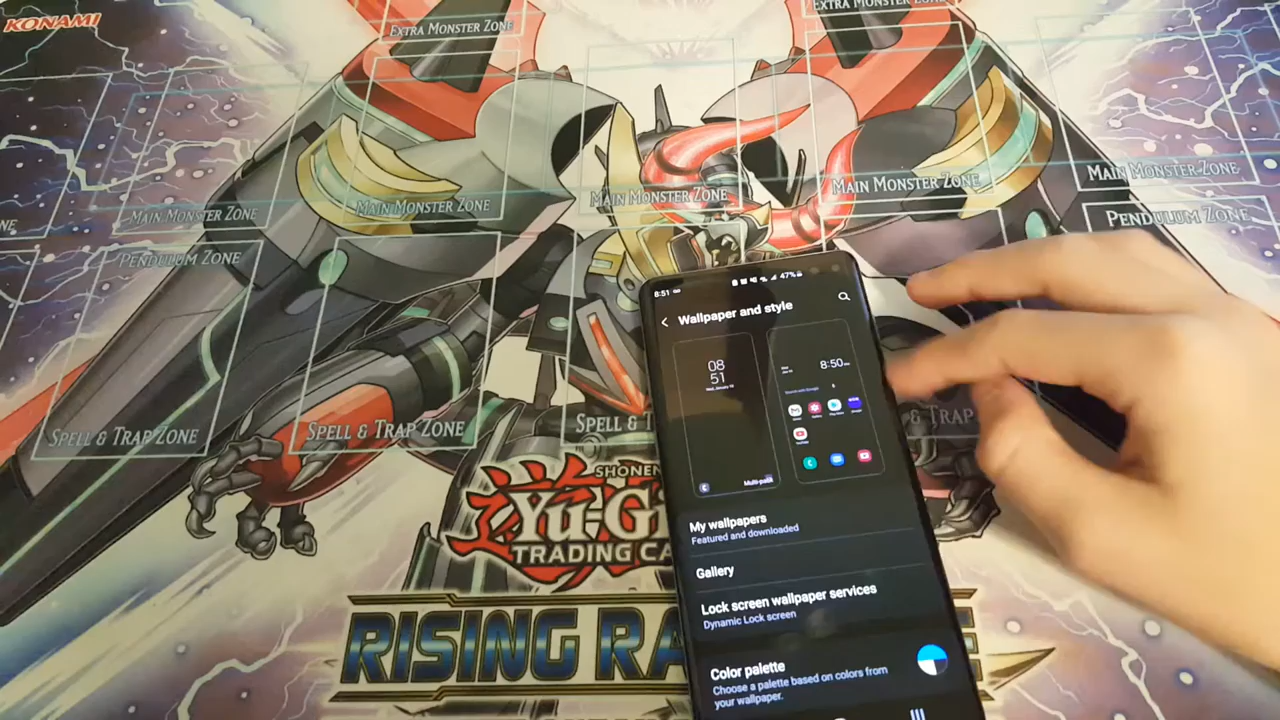 KONAMI
EXTRA MONSTER ZONE
EXTRA MONSTER ZONE
MAIN MONSTER ZONE
MAIN MONSTER ZONE
MAIN MONSTER ZONE
MAIN MONSTER ZONE
MAIN MONSTER ZONE
PENDULUM ZONE
PENDULUM ZONE
SPELL & TRAP ZONE
SPELL & TRAP ZONE
SPELL & T
& TRAP
SHONEN
Yu-Gi
TRADING CA
RISING RA
E
8:51
47%
Wallpaper and style
08
51
8:50
My wallpapers
Featured and downloaded
Gallery
Lock screen wallpaper services
Dynamic Lock screen
Color palette
Choose a palette based on colors from
your wallpaper.